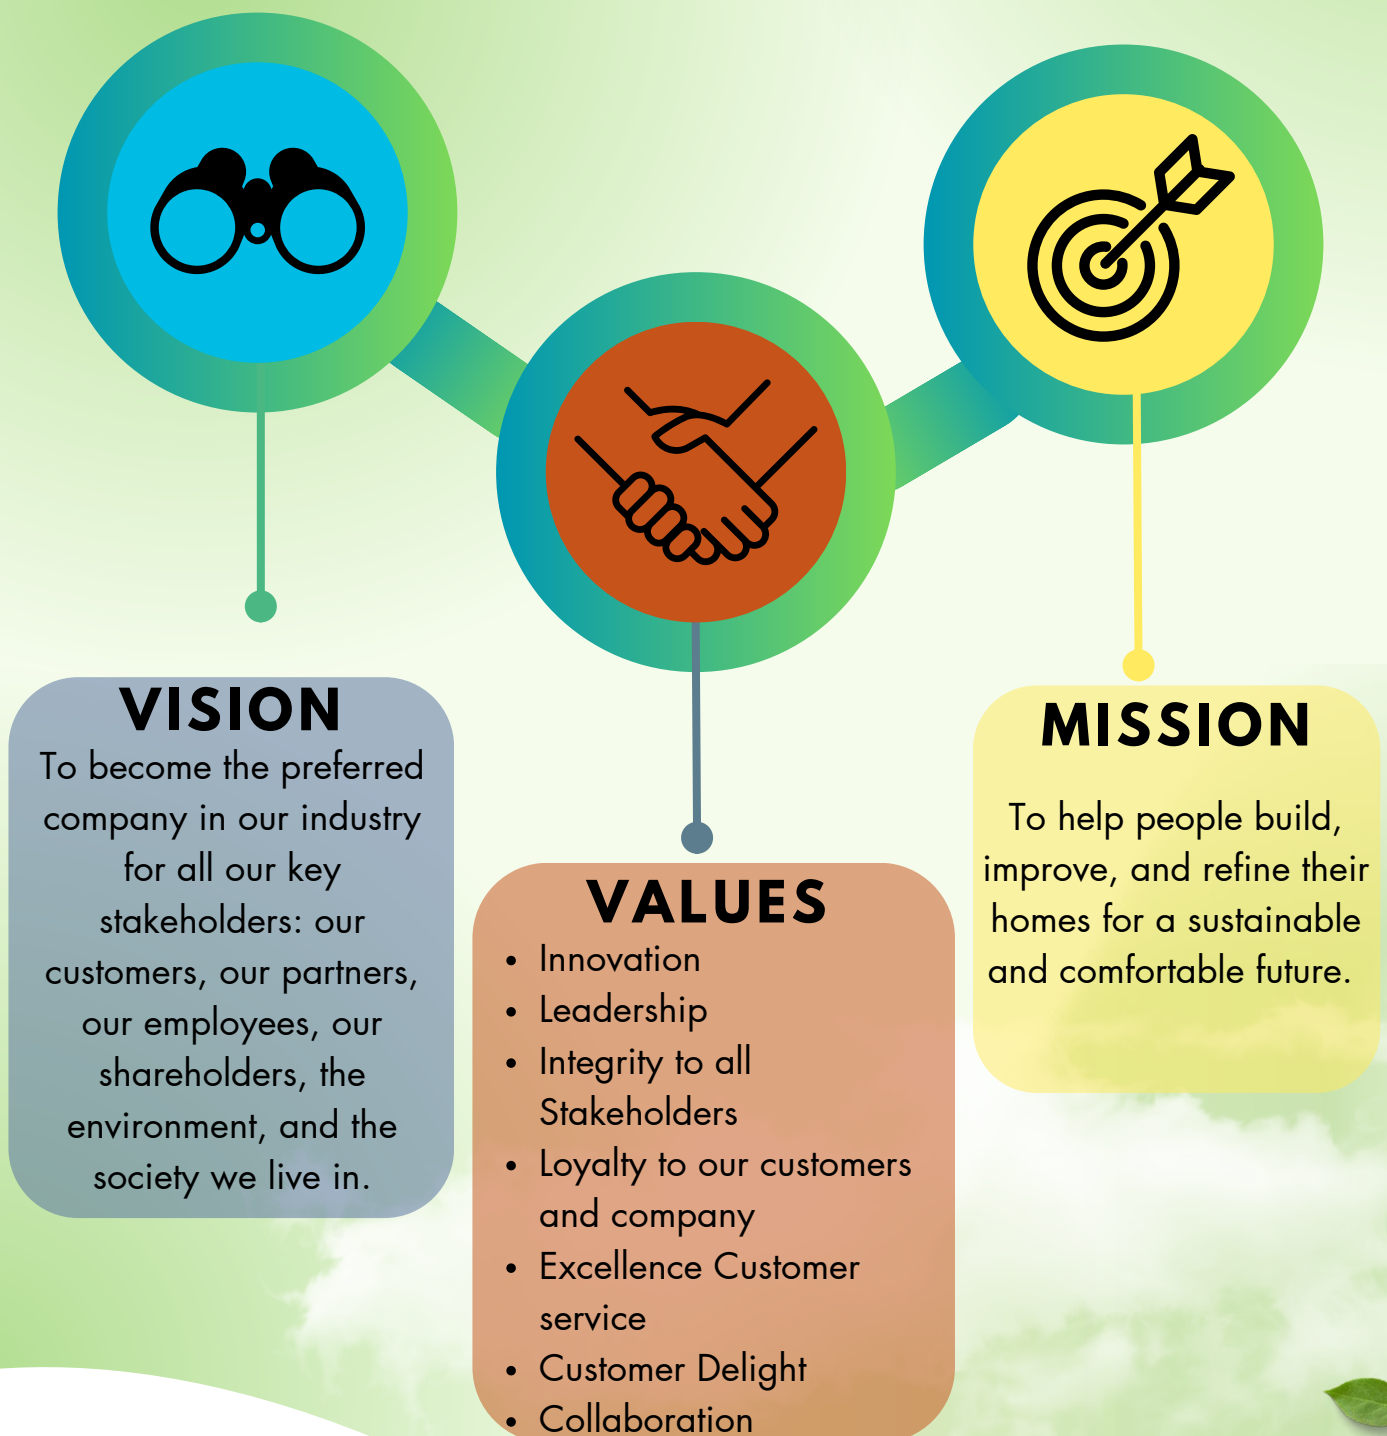 VISION
To become the preferred
company in our industry
for all our key
stakeholders: our
customers, our partners,
our employees, our
shareholders, the
environment, and the
society we live in.
VALUES
• Innovation
• Leadership
• Integrity to all
Stakeholders
• Loyalty to our customers
and company
• Excellence Customer
service
• Customer Delight
• Collaboration
MISSION
To help people build,
improve, and refine their
homes for a sustainable
and comfortable future.